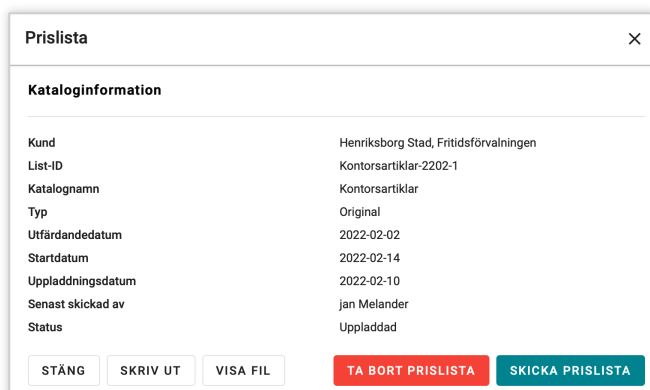 Prislista
Kataloginformation
Kund Henriksborg Stad, Fritidsförvalningen
List-ID Kontorsartiklar-2202-1
Katalognamn Kontorsartiklar
Typ Original
Utfärdandedatum 2022-02-02
Startdatum 2022-02-14
Uppladdningsdatum 2022-02-10
Senast skickad av jan Melander
Status Uppladdad
STÄNG SKRIV UT VISA FIL TA BORT PRISLISTA SKICKA PRISLISTA